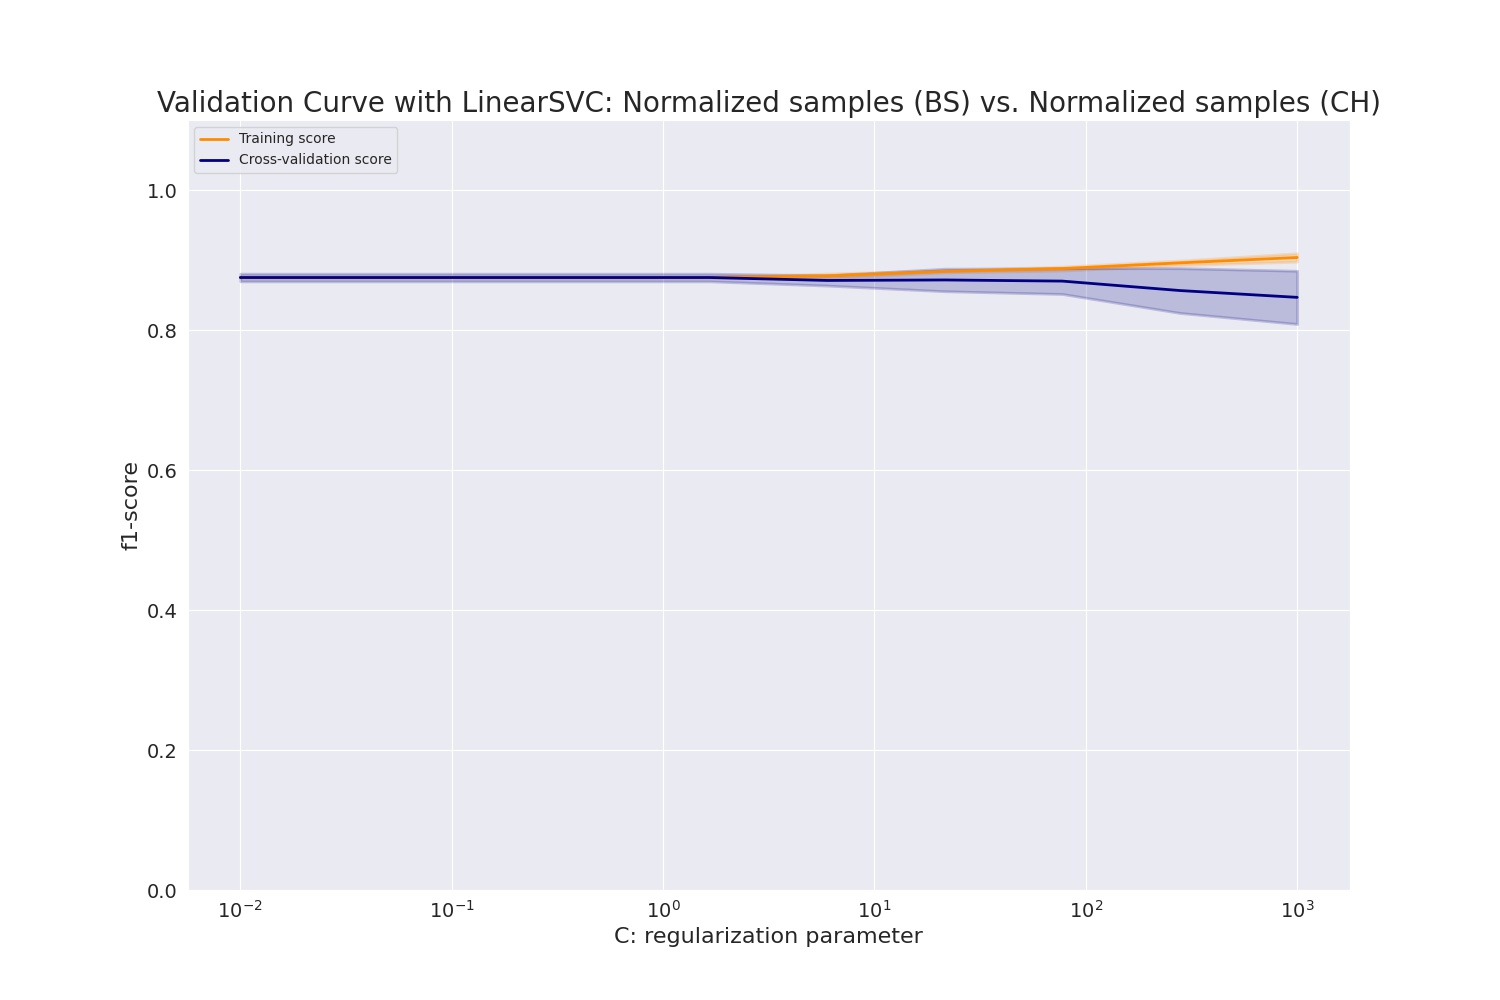 Validation Curve with LinearSVC: Normalized samples (BS) vs. Normalized samples (CH)
Training score
Cross-validation score
1.0
0.8
0.6
0.4
0.2
0.0
f1-score
10⁻² 10⁻¹ 10⁰ 10¹ 10² 10³
C: regularization parameter